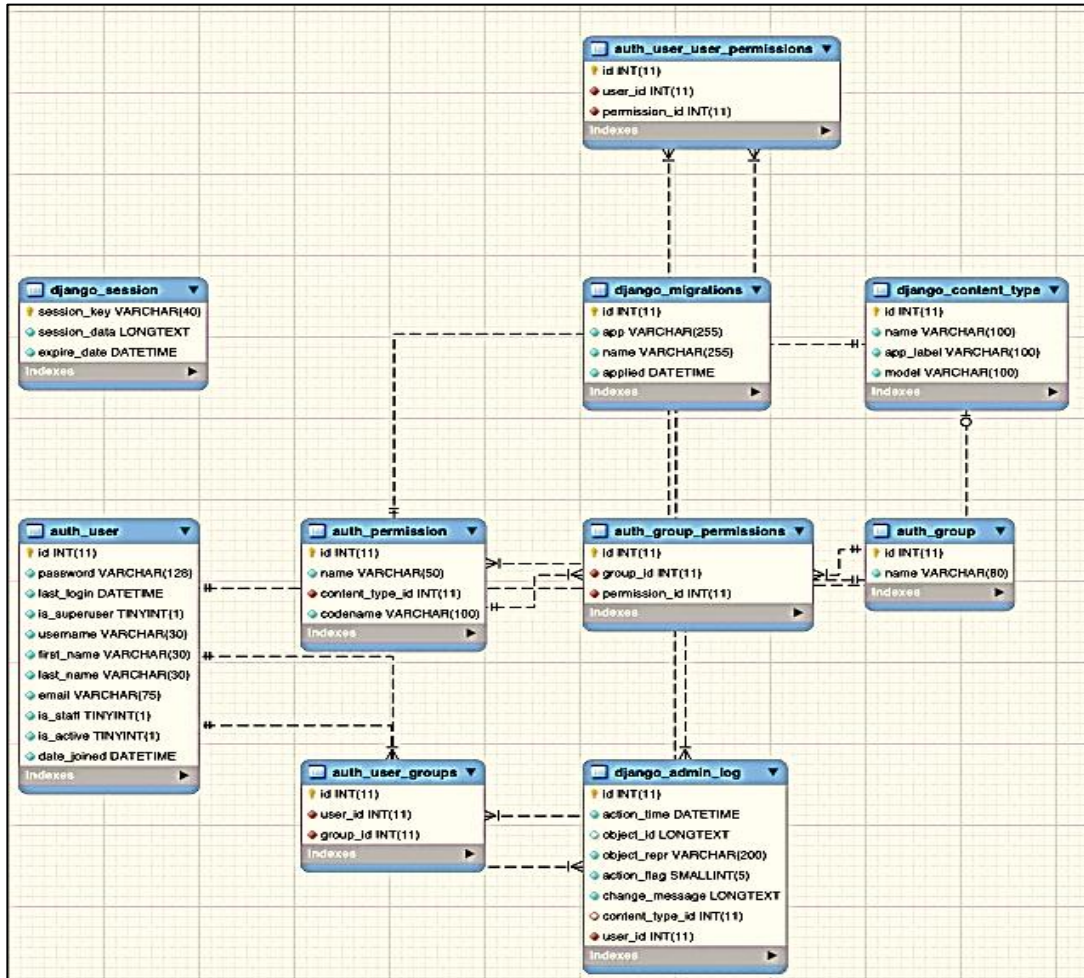 auth_user_user_permissions
id INT(11)
user_id INT(11)
permission_id INT(11)
Indexes
django_session
session_key VARCHAR(40)
session_data LONGTEXT
expire_date DATETIME
Indexes
django_migrations
id INT(11)
app VARCHAR(255)
name VARCHAR(255)
applied DATETIME
Indexes
django_content_type
id INT(11)
name VARCHAR(100)
app_label VARCHAR(100)
model VARCHAR(100)
Indexes
auth_user
id INT(11)
password VARCHAR(128)
last_login DATETIME
is_superuser TINYINT(1)
username VARCHAR(30)
first_name VARCHAR(30)
last_name VARCHAR(30)
email VARCHAR(75)
is_staff TINYINT(1)
is_active TINYINT(1)
date_joined DATETIME
Indexes
auth_permission
id INT(11)
name VARCHAR(50)
content_type_id INT(11)
codename VARCHAR(100)
Indexes
auth_group_permissions
id INT(11)
group_id INT(11)
permission_id INT(11)
Indexes
auth_group
id INT(11)
name VARCHAR(80)
Indexes
auth_user_groups
id INT(11)
user_id INT(11)
group_id INT(11)
Indexes
django_admin_log
id INT(11)
action_time DATETIME
object_id LONGTEXT
object_repr VARCHAR(200)
action_flag SMALLINT(5)
change_message LONGTEXT
content_type_id INT(11)
user_id INT(11)
Indexes